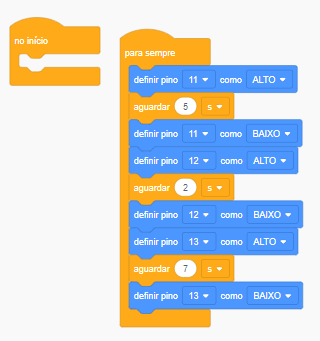 no início
para sempre
definir pino 11 como ALTO
aguardar 5 s
definir pino 11 como BAIXO
definir pino 12 como ALTO
aguardar 2 s
definir pino 12 como BAIXO
definir pino 13 como ALTO
aguardar 7 s
definir pino 13 como BAIXO